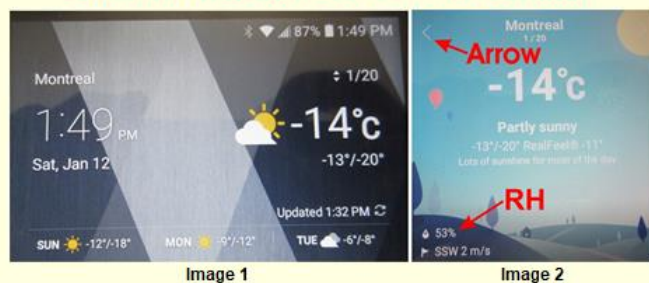 87% 1:49 PM
Montreal
1/20
1:49 PM
-14°c
Sat, Jan 12
-13°/-20°
Updated 1:32 PM
SUN -12°/-18° MON -9°/-12° TUE -6°/-8°
Image 1
Montreal
1/20
Arrow
-14°c
Partly sunny
-13°/-20° RealFeel® -11°
Lots of sunshine for most of the day
RH
53%
SSW 2 m/s
Image 2